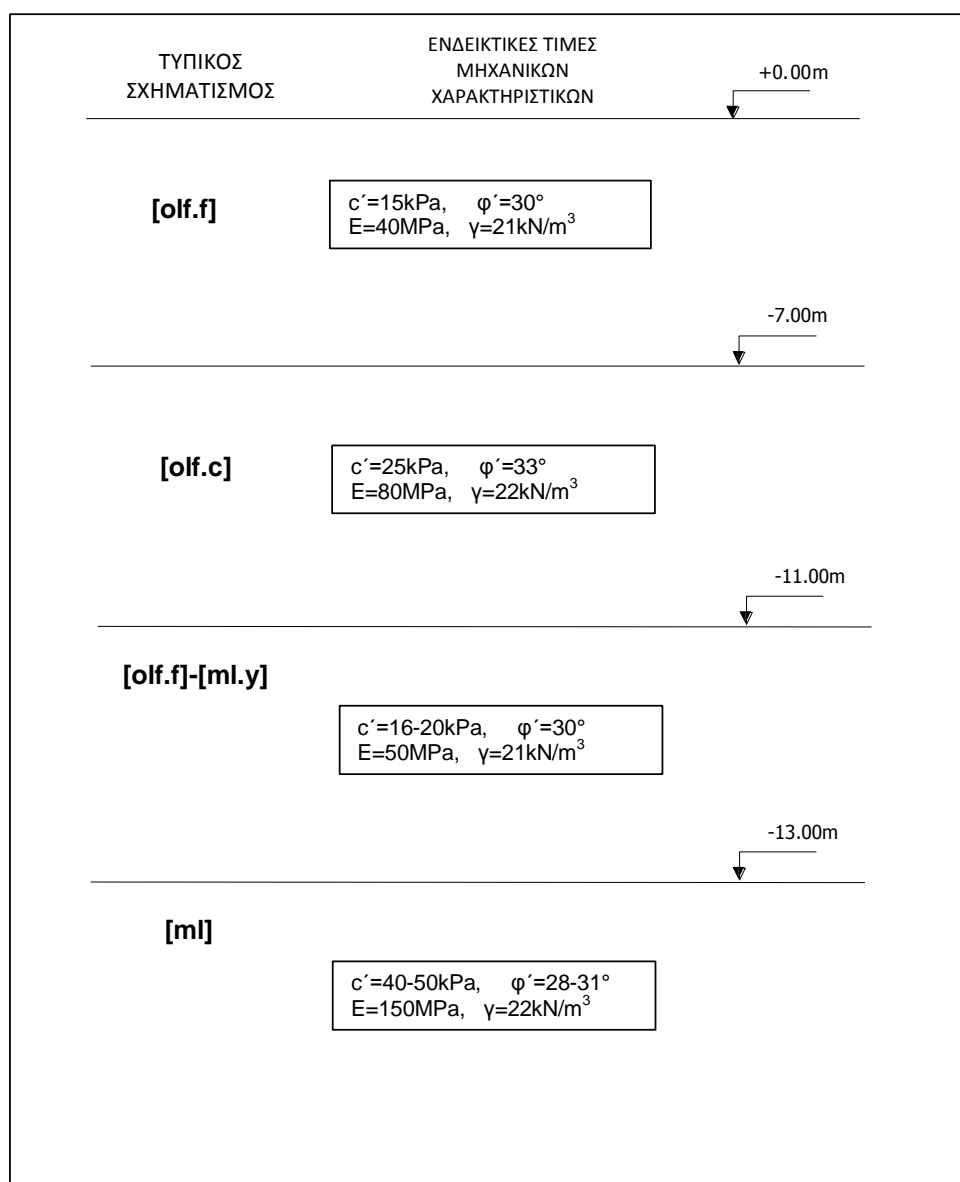 ΤΥΠΙΚΟΣ
ΣΧΗΜΑΤΙΣΜΟΣ
ΕΝΔΕΙΚΤΙΚΕΣ ΤΙΜΕΣ
ΜΗΧΑΝΙΚΩΝ
ΧΑΡΑΚΤΗΡΙΣΤΙΚΩΝ
+0.00m
[olf.f]
c´=15kPa, φ´=30°
E=40MPa, γ=21kN/m³
-7.00m
[olf.c]
c´=25kPa, φ´=33°
E=80MPa, γ=22kN/m³
-11.00m
[olf.f]-[ml.y]
c´=16-20kPa, φ´=30°
E=50MPa, γ=21kN/m³
-13.00m
[ml]
c´=40-50kPa, φ´=28-31°
E=150MPa, γ=22kN/m³